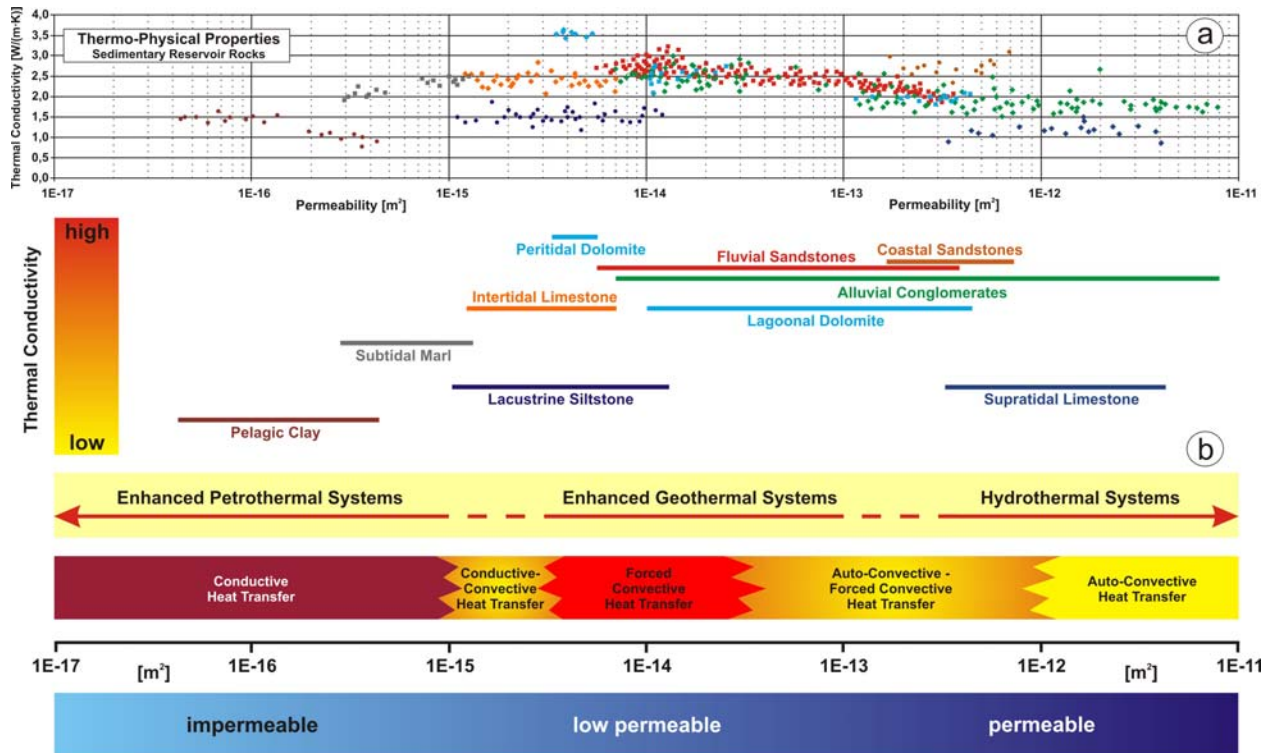 Thermal Conductivity [W/(m·K)]
4,0
3,5
3,0
2,5
2,0
1,5
1,0
0,5
0,0
Thermo-Physical Properties
Sedimentary Reservoir Rocks
a
1E-17 1E-16 1E-15 1E-14 1E-13 1E-12 1E-11
Permeability [m²] Permeability [m²]
Thermal Conductivity
high
low
Peritidal Dolomite
Coastal Sandstones
Fluvial Sandstones
Intertidal Limestone
Alluvial Conglomerates
Lagoonal Dolomite
Subtidal Marl
Lacustrine Siltstone
Supratidal Limestone
Pelagic Clay
b
Enhanced Petrothermal Systems Enhanced Geothermal Systems Hydrothermal Systems
Conductive
Heat Transfer
Conductive-
Convective
Heat Transfer
Forced
Convective
Heat Transfer
Auto-Convective -
Forced Convective
Heat Transfer
Auto-Convective
Heat Transfer
1E-17 [m²] 1E-16 1E-15 1E-14 1E-13 1E-12 [m²] 1E-11
impermeable low permeable permeable